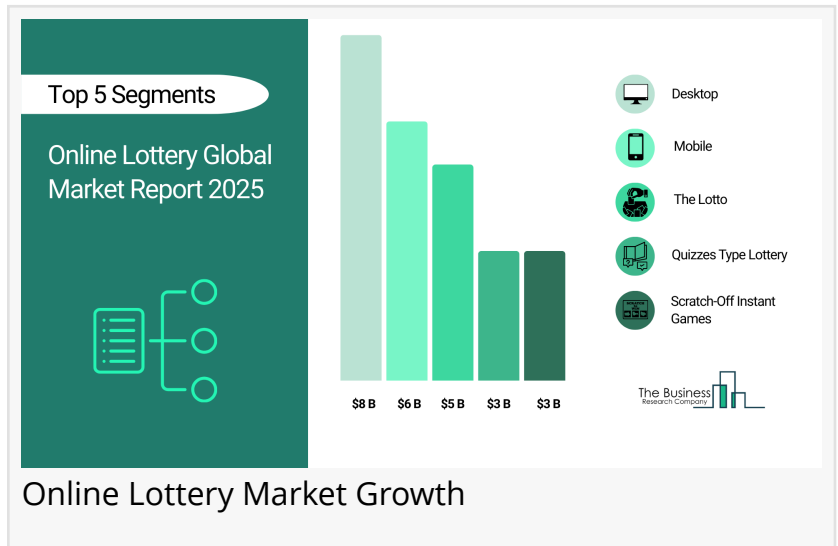 Top 5 Segments
Online Lottery Global
Market Report 2025
$8 B
$6 B
$5 B
$3 B
$3 B
Desktop
Mobile
The Lotto
Quizzes Type Lottery
Scratch-Off Instant
Games
The Business
Research Company
Online Lottery Market Growth